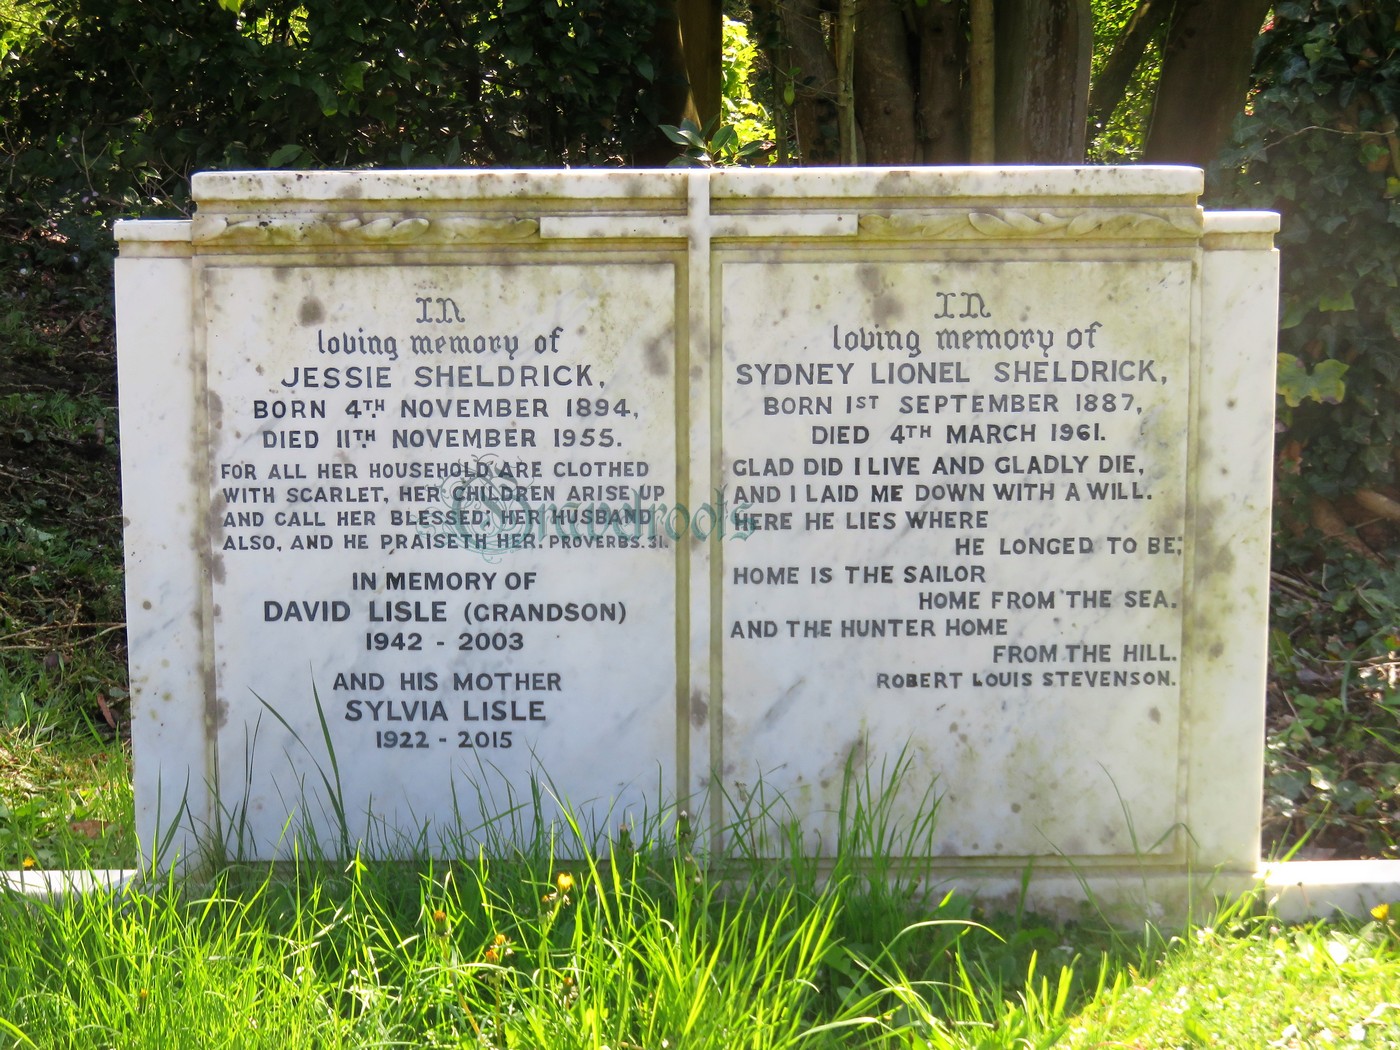 In
loving memory of
JESSIE SHELDRICK,
BORN 4TH NOVEMBER 1894,
DIED 11TH NOVEMBER 1955.
FOR ALL HER HOUSEHOLD ARE CLOTHED
WITH SCARLET, HER CHILDREN ARISE UP
AND CALL HER BLESSED; HER HUSBAND
ALSO, AND HE PRAISETH HER. PROVERBS. 31.
IN MEMORY OF
DAVID LISLE (GRANDSON)
1942 - 2003
AND HIS MOTHER
SYLVIA LISLE
1922 - 2015
In
loving memory of
SYDNEY LIONEL SHELDRICK,
BORN 1ST SEPTEMBER 1887,
DIED 4TH MARCH 1961.
GLAD DID I LIVE AND GLADLY DIE,
AND I LAID ME DOWN WITH A WILL.
HERE HE LIES WHERE
HE LONGED TO BE;
HOME IS THE SAILOR
HOME FROM THE SEA.
AND THE HUNTER HOME
FROM THE HILL.
ROBERT LOUIS STEVENSON.